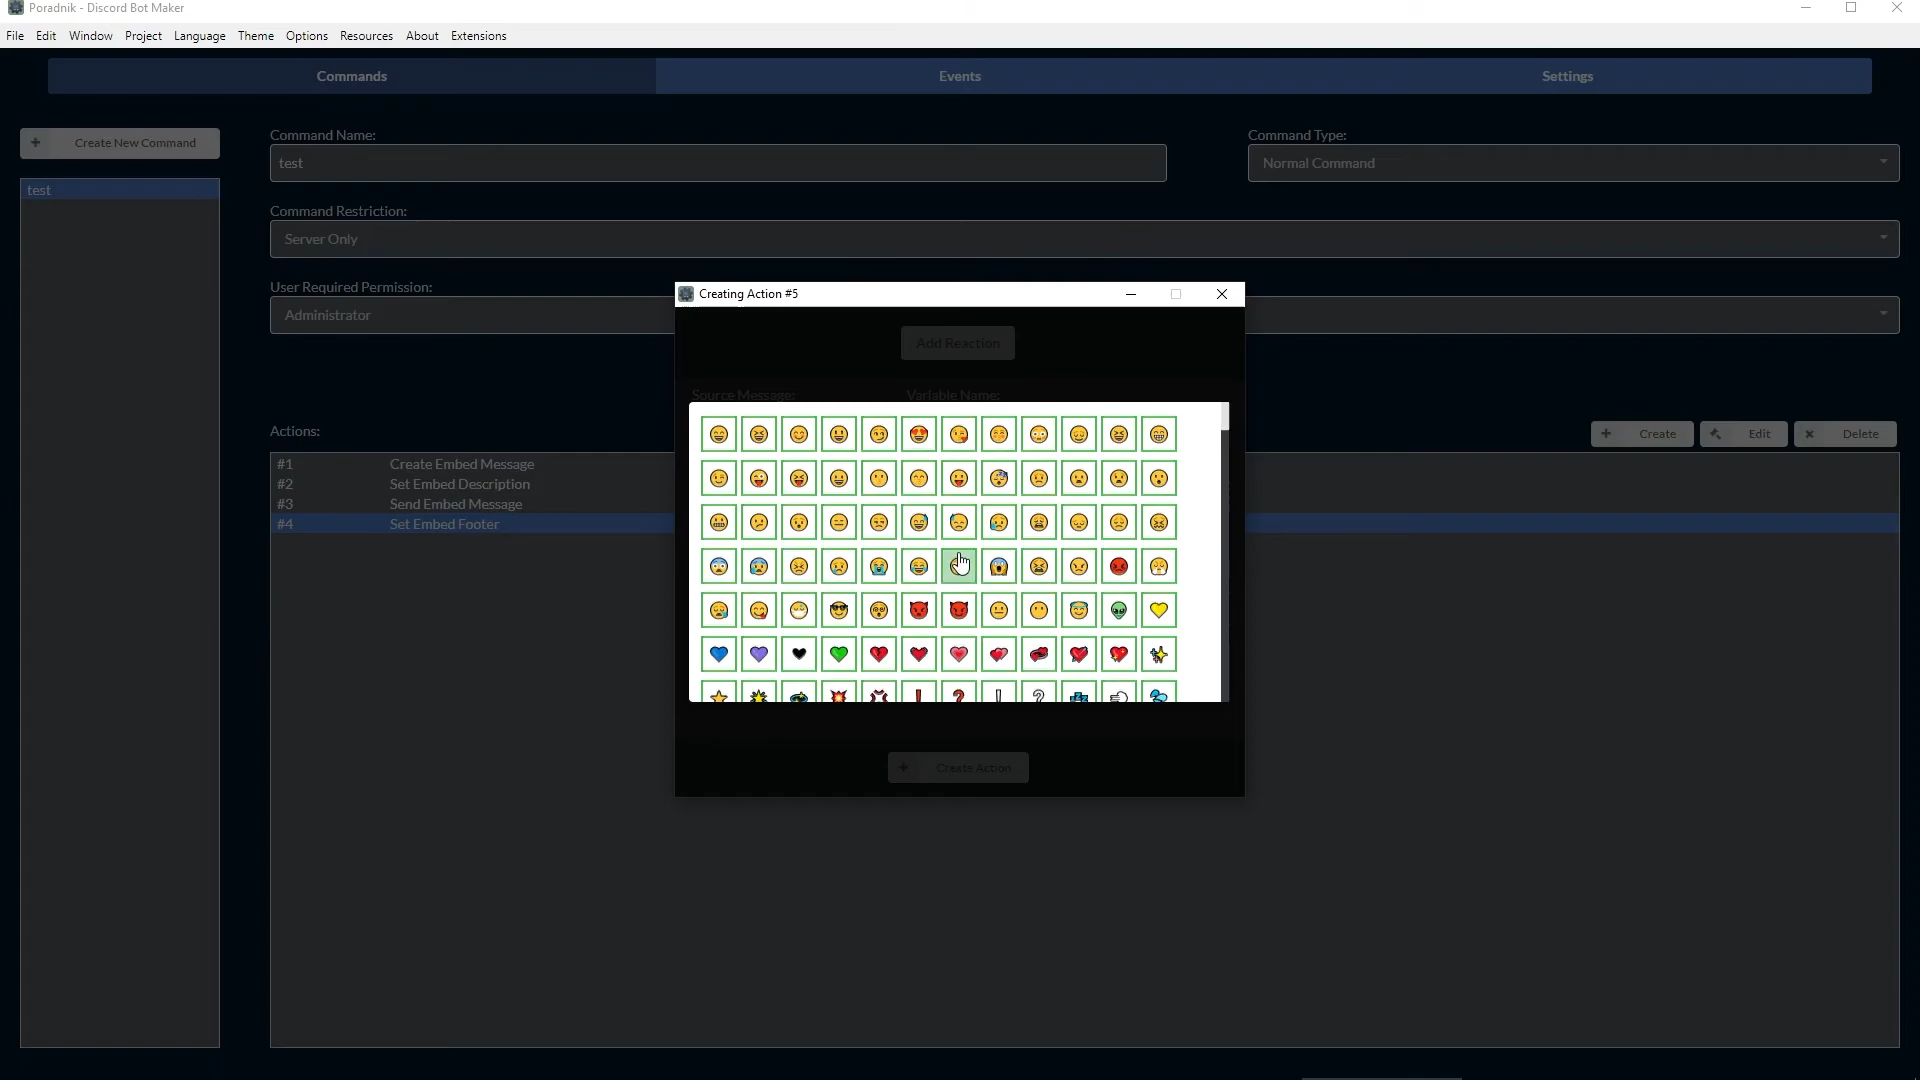 Poradnik - Discord Bot Maker
File Edit Window Project Language Theme Options Resources About Extensions
Commands Events Settings
Create New Command
test
Command Name:
test
Command Type:
Normal Command
Command Restriction:
Server Only
User Required Permission:
Administrator
Creating Action #5
Add Reaction
Source Message: Variable Name:
Create Action
Actions:
Create Edit Delete
#1 Create Embed Message
#2 Set Embed Description
#3 Send Embed Message
#4 Set Embed Footer